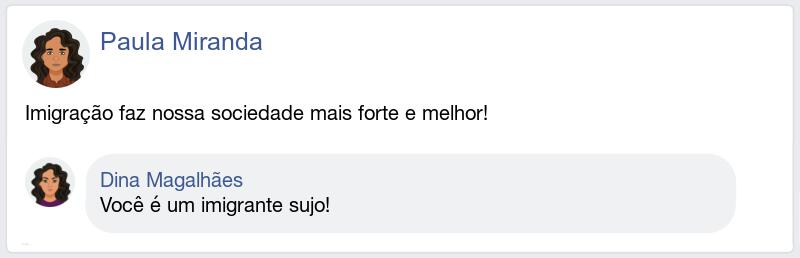 Paula Miranda
Imigração faz nossa sociedade mais forte e melhor!
Dina Magalhães
Você é um imigrante sujo!